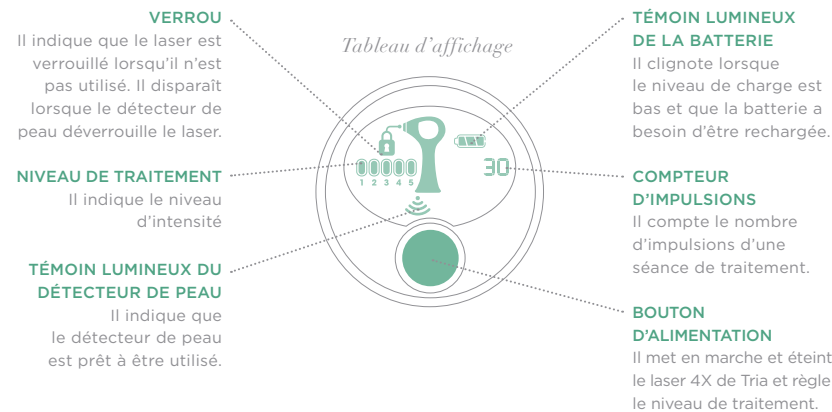 VERROU
Il indique que le laser est
verrouillé lorsqu'il n'est
pas utilisé. Il disparaît
lorsque le détecteur de
peau déverrouille le laser.
NIVEAU DE TRAITEMENT
Il indique le niveau
d'intensité
TÉMOIN LUMINEUX DU
DÉTECTEUR DE PEAU
Il indique que
le détecteur de peau
est prêt à être utilisé.
Tableau d'affichage
00000
1 2 3 4 5
30
TÉMOIN LUMINEUX
DE LA BATTERIE
Il clignote lorsque
le niveau de charge est
bas et que la batterie a
besoin d'être rechargée.
COMPTEUR
D'IMPULSIONS
Il compte le nombre
d'impulsions d'une
séance de traitement.
BOUTON
D'ALIMENTATION
Il met en marche et éteint
le laser 4X de Tria et règle
le niveau de traitement.